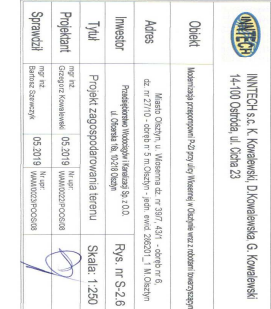 INNTECH s.c. K. Kowalewski, D.Kowalewska G. Kowalewski
14-100 Ostróda, ul. Cicha 23
Obiekt
Modernizacja przepompowni P-23 przy ulicy Wiosennej w Olsztynie wraz z robotami towarzyszącymi
Adres
Miasto Olsztyn, u. Wiosenna dz. nr 39/7, 43/1 - obręb nr 6,
dz. nr 27/10 - obręb nr 5 m.Olsztyn - jedn. ewid. 286201_1 M.Olsztyn
Inwestor
Przedsiębiorstwo Wodociągów i Kanalizacji Sp. z O.O.
ul. Oficerska 16a, 10-218 Olsztyn
Rys. nr S-2.6
Tytuł
Projekt zagospodarowania terenu
Skala: 1:250
Projektant
mgr inż.
Grzegorz Kowalewski
05.2019
Nr upr.
WAM/0022/POOS/08
Sprawdził
mgr inż.
Bartosz Szewczyk
05.2019
Nr upr.
WAM/0023/POOS/08